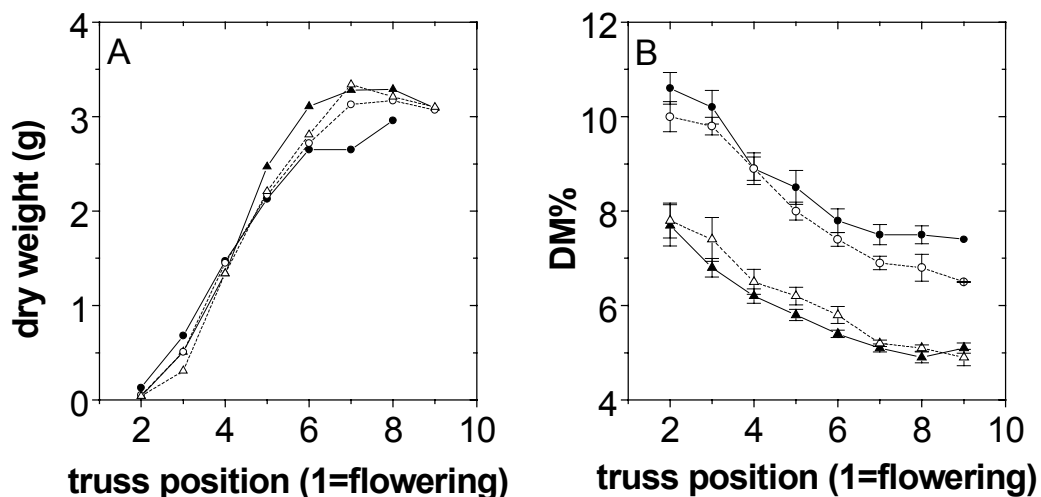 4
3
2
1
0
A
dry weight (g)
2 4 6 8 10
truss position (1=flowering)
12
10
8
6
4
B
DM%
2 4 6 8 10
truss position (1=flowering)